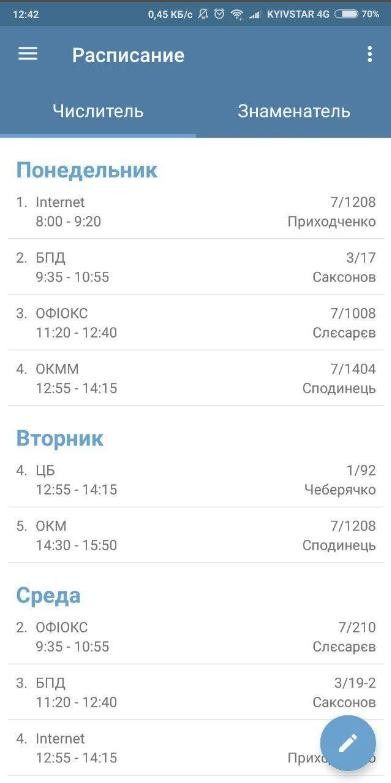 12:42 0,45 КБ/с KYIVSTAR 4G 70%
Расписание
Числитель Знаменатель
Понедельник
1. Internet 7/1208
8:00 - 9:20 Приходченко
2. БПД 3/17
9:35 - 10:55 Саксонов
3. ОФІОКС 7/1008
11:20 - 12:40 Слєсарєв
4. ОКММ 7/1404
12:55 - 14:15 Сподинець
Вторник
4. ЦБ 1/92
12:55 - 14:15 Чеберячко
5. ОКМ 7/1208
14:30 - 15:50 Сподинець
Среда
2. ОФІОКС 7/210
9:35 - 10:55 Слєсарєв
3. БПД 3/19-2
11:20 - 12:40 Саксонов
4. Internet
12:55 - 14:15